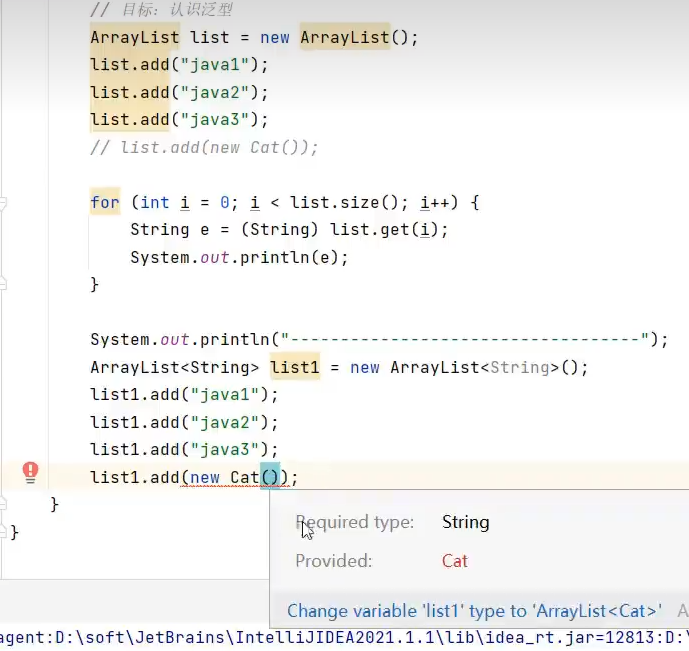 // 目标：认识泛型
ArrayList list = new ArrayList();
list.add("java1");
list.add("java2");
list.add("java3");
// list.add(new Cat());
for (int i = 0; i < list.size(); i++) {
String e = (String) list.get(i);
System.out.println(e);
}
System.out.println("-----------------------------------");
ArrayList<String> list1 = new ArrayList<String>();
list1.add("java1");
list1.add("java2");
list1.add("java3");
list1.add(new Cat());
}
}
Required type: String
Provided: Cat
Change variable 'list1' type to 'ArrayList<Cat>' A
agent:D:\soft\JetBrains\IntelliJIDEA2021.1.1\lib\idea_rt.jar=12813:D:\